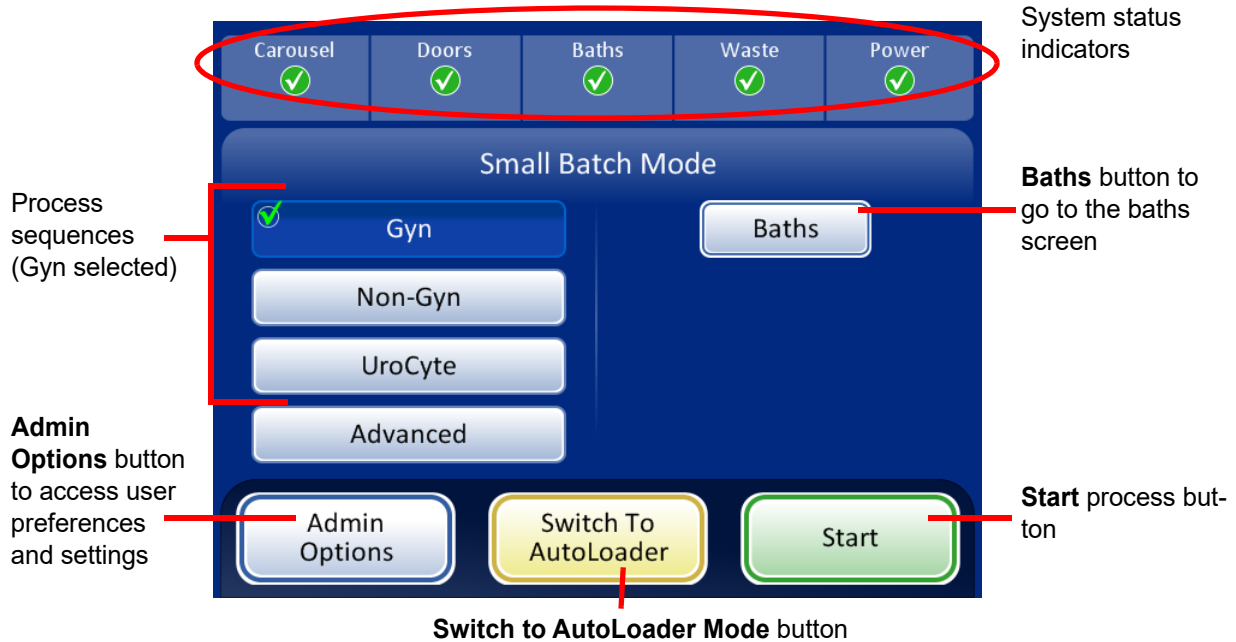 System status
indicators
Carousel
Doors
Baths
Waste
Power
Small Batch Mode
Process
sequences
(Gyn selected)
Gyn
Non-Gyn
UroCyte
Advanced
Baths
Baths button to
go to the baths
screen
Admin
Options button
to access user
preferences
and settings
Admin
Options
Switch To
AutoLoader
Start
Start process but-
ton
Switch to AutoLoader Mode button